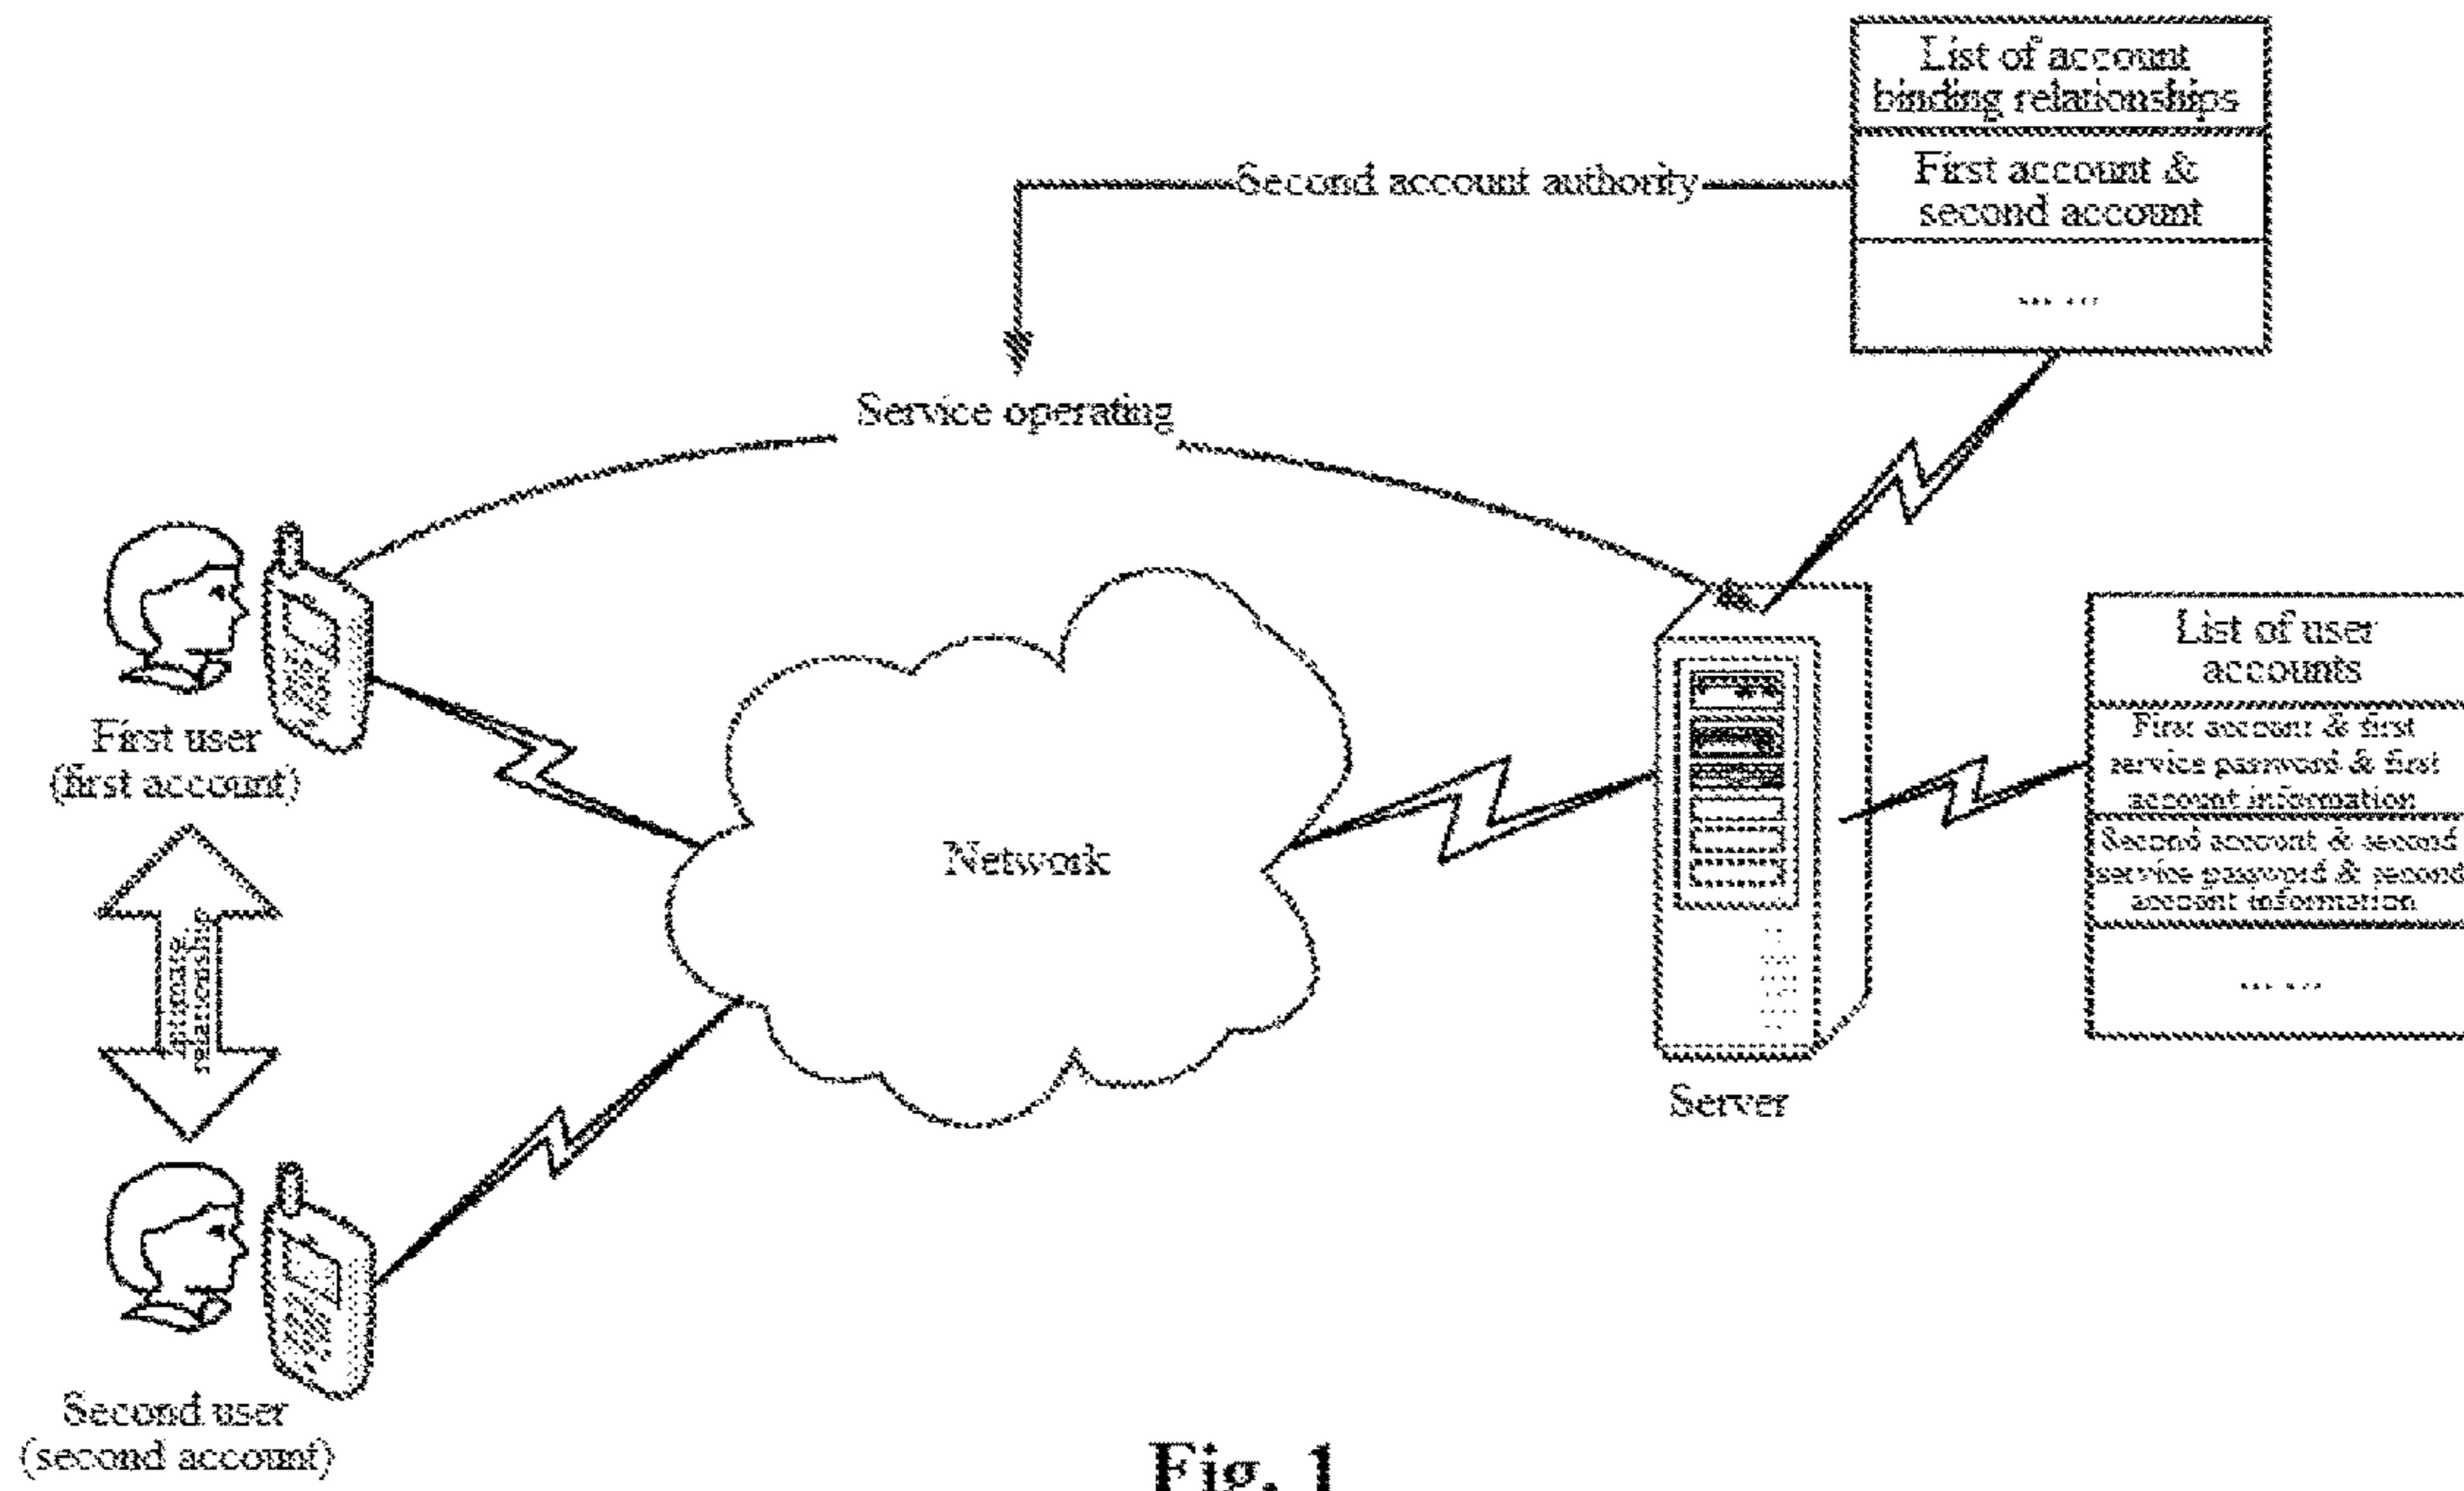 List of account
binding relationships
First account &
second account
... ...
Second account authority
Service operating
First user
(first account)
Intimate
relationship
Network
Server
List of user
accounts
First account & first
service password & first
account information
Second account & second
service password & second
account information
... ...
Second user
(second account)
Fig. 1